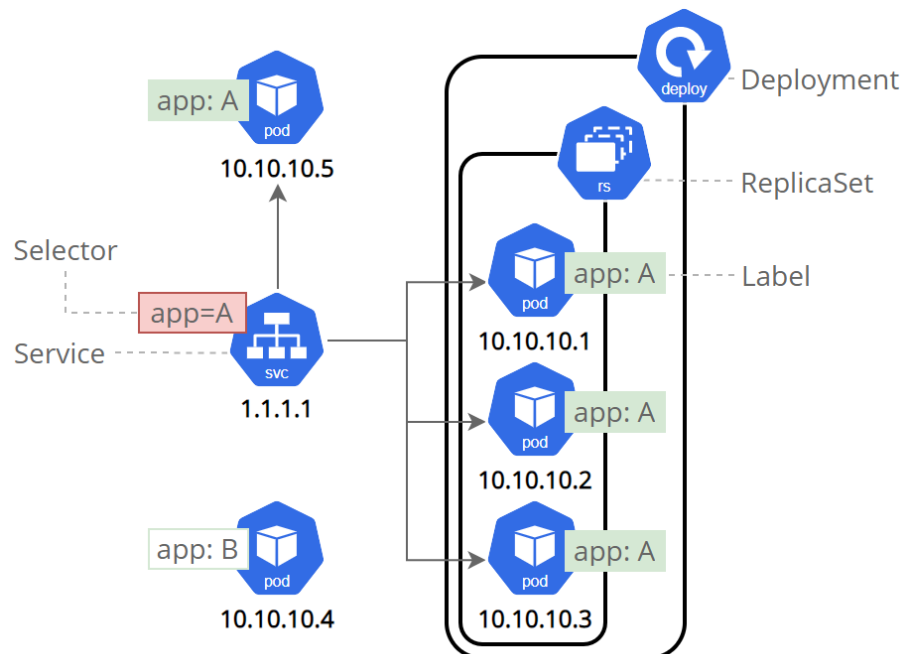 deploy
Deployment
app: A
pod
10.10.10.5
rs
ReplicaSet
Selector
app=A
Service
svc
1.1.1.1
pod
app: A
Label
10.10.10.1
pod
app: A
10.10.10.2
app: B
pod
10.10.10.4
pod
app: A
10.10.10.3